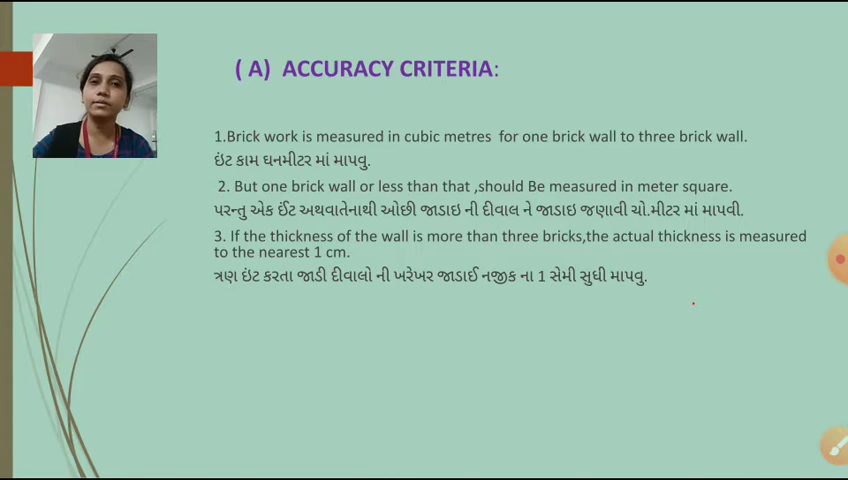 ( A) ACCURACY CRITERIA:
1.Brick work is measured in cubic metres for one brick wall to three brick wall.
ઇંટ કામ ઘનમીટર માં માપવુ.
2. But one brick wall or less than that ,should Be measured in meter square.
પરન્તુ એક ઈંટ અથવાતેનાથી ઓછી જાડાઇ ની દીવાલ ને જાડાઇ જણાવી ચો.મીટર માં માપવી.
3. If the thickness of the wall is more than three bricks,the actual thickness is measured
to the nearest 1 cm.
ત્રણ ઇંટ કરતા જાડી દીવાલો ની ખરેખર જાડાઈ નજીક ના 1 સેમી સુધી માપવુ.